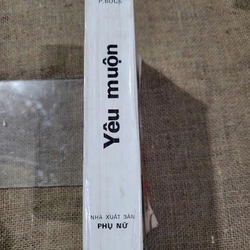 P.BUCK
Yêu muộn
NHÀ XUẤT BẢN
PHỤ NỮ